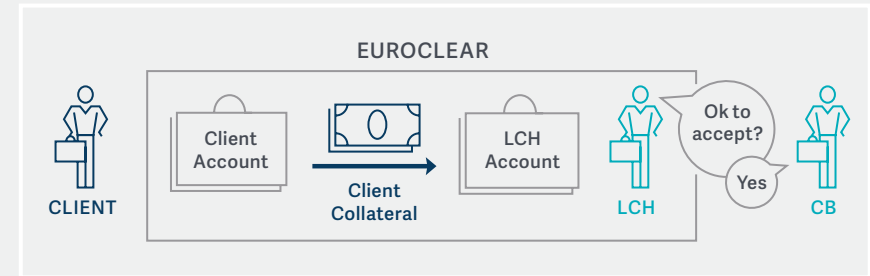 EUROCLEAR
CLIENT
Client
Account
Client
Collateral
LCH
Account
LCH
Ok to
accept?
Yes
CB